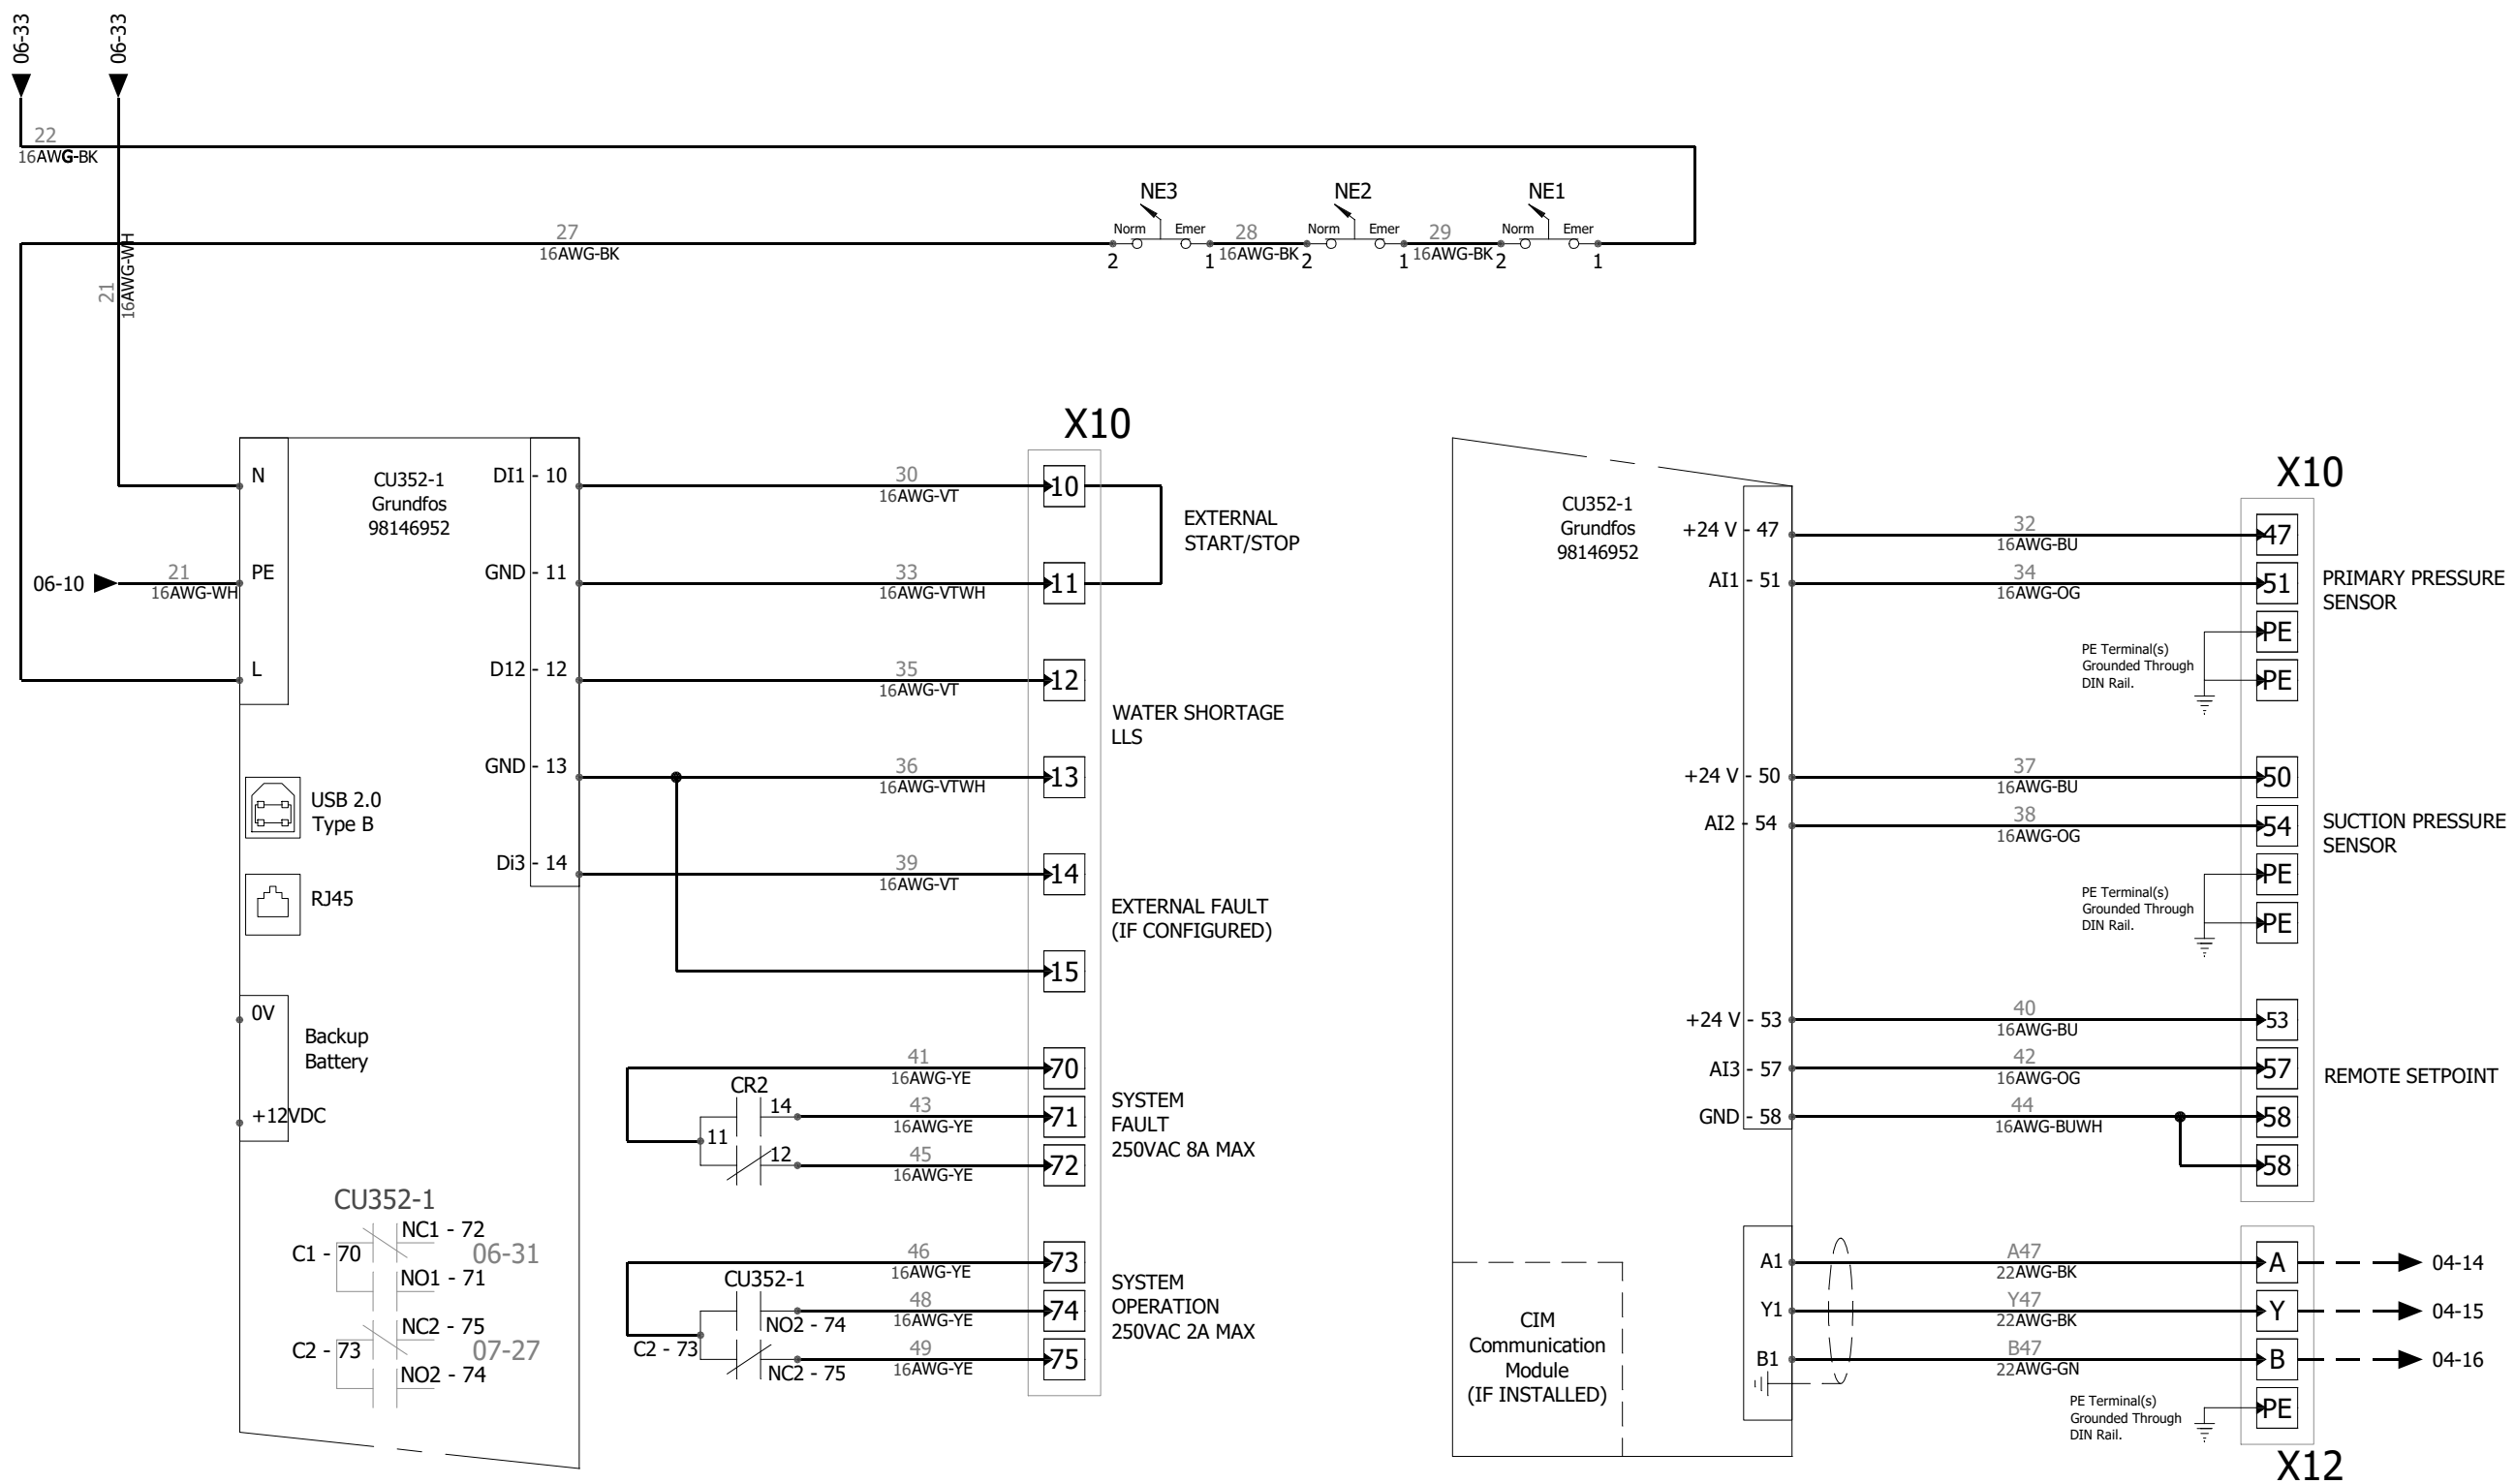 06-33
06-33
22
16AWG-BK
NE3
NE2
NE1
Norm
Emer
Norm
Emer
Norm
Emer
27
16AWG-BK
28
16AWG-BK
29
16AWG-BK
2
1
2
1
2
1
21
16AWG-WH
X10
N
CU352-1
Grundfos
98146952
DI1 - 10
30
16AWG-VT
10
EXTERNAL
START/STOP
06-10
21
16AWG-WH
PE
GND - 11
33
16AWG-VTWH
11
L
D12 - 12
35
16AWG-VT
12
WATER SHORTAGE
LLS
GND - 13
36
16AWG-VTWH
13
USB 2.0
Type B
Di3 - 14
39
16AWG-VT
14
RJ45
EXTERNAL FAULT
(IF CONFIGURED)
15
0V
Backup
Battery
+12VDC
41
16AWG-YE
70
CR2
14
43
16AWG-YE
71
SYSTEM
FAULT
250VAC 8A MAX
11
12
45
16AWG-YE
72
CU352-1
NC1 - 72
C1 - 70
06-31
NO1 - 71
NC2 - 75
C2 - 73
07-27
NO2 - 74
46
16AWG-YE
73
CU352-1
48
16AWG-YE
74
NO2 - 74
SYSTEM
OPERATION
250VAC 2A MAX
C2 - 73
49
16AWG-YE
75
NC2 - 75
X10
CU352-1
Grundfos
98146952
+24 V - 47
32
16AWG-BU
47
AI1 - 51
34
16AWG-OG
51
PRIMARY PRESSURE
SENSOR
PE
PE Terminal(s)
Grounded Through
DIN Rail.
PE
+24 V - 50
37
16AWG-BU
50
AI2 - 54
38
16AWG-OG
54
SUCTION PRESSURE
SENSOR
PE
PE Terminal(s)
Grounded Through
DIN Rail.
PE
+24 V - 53
40
16AWG-BU
53
AI3 - 57
42
16AWG-OG
57
REMOTE SETPOINT
GND - 58
44
16AWG-BUWH
58
58
A1
A47
22AWG-BK
A
04-14
Y1
Y47
22AWG-BK
Y
04-15
CIM
Communication
Module
(IF INSTALLED)
B1
B47
22AWG-GN
B
04-16
PE Terminal(s)
Grounded Through
DIN Rail.
PE
X12